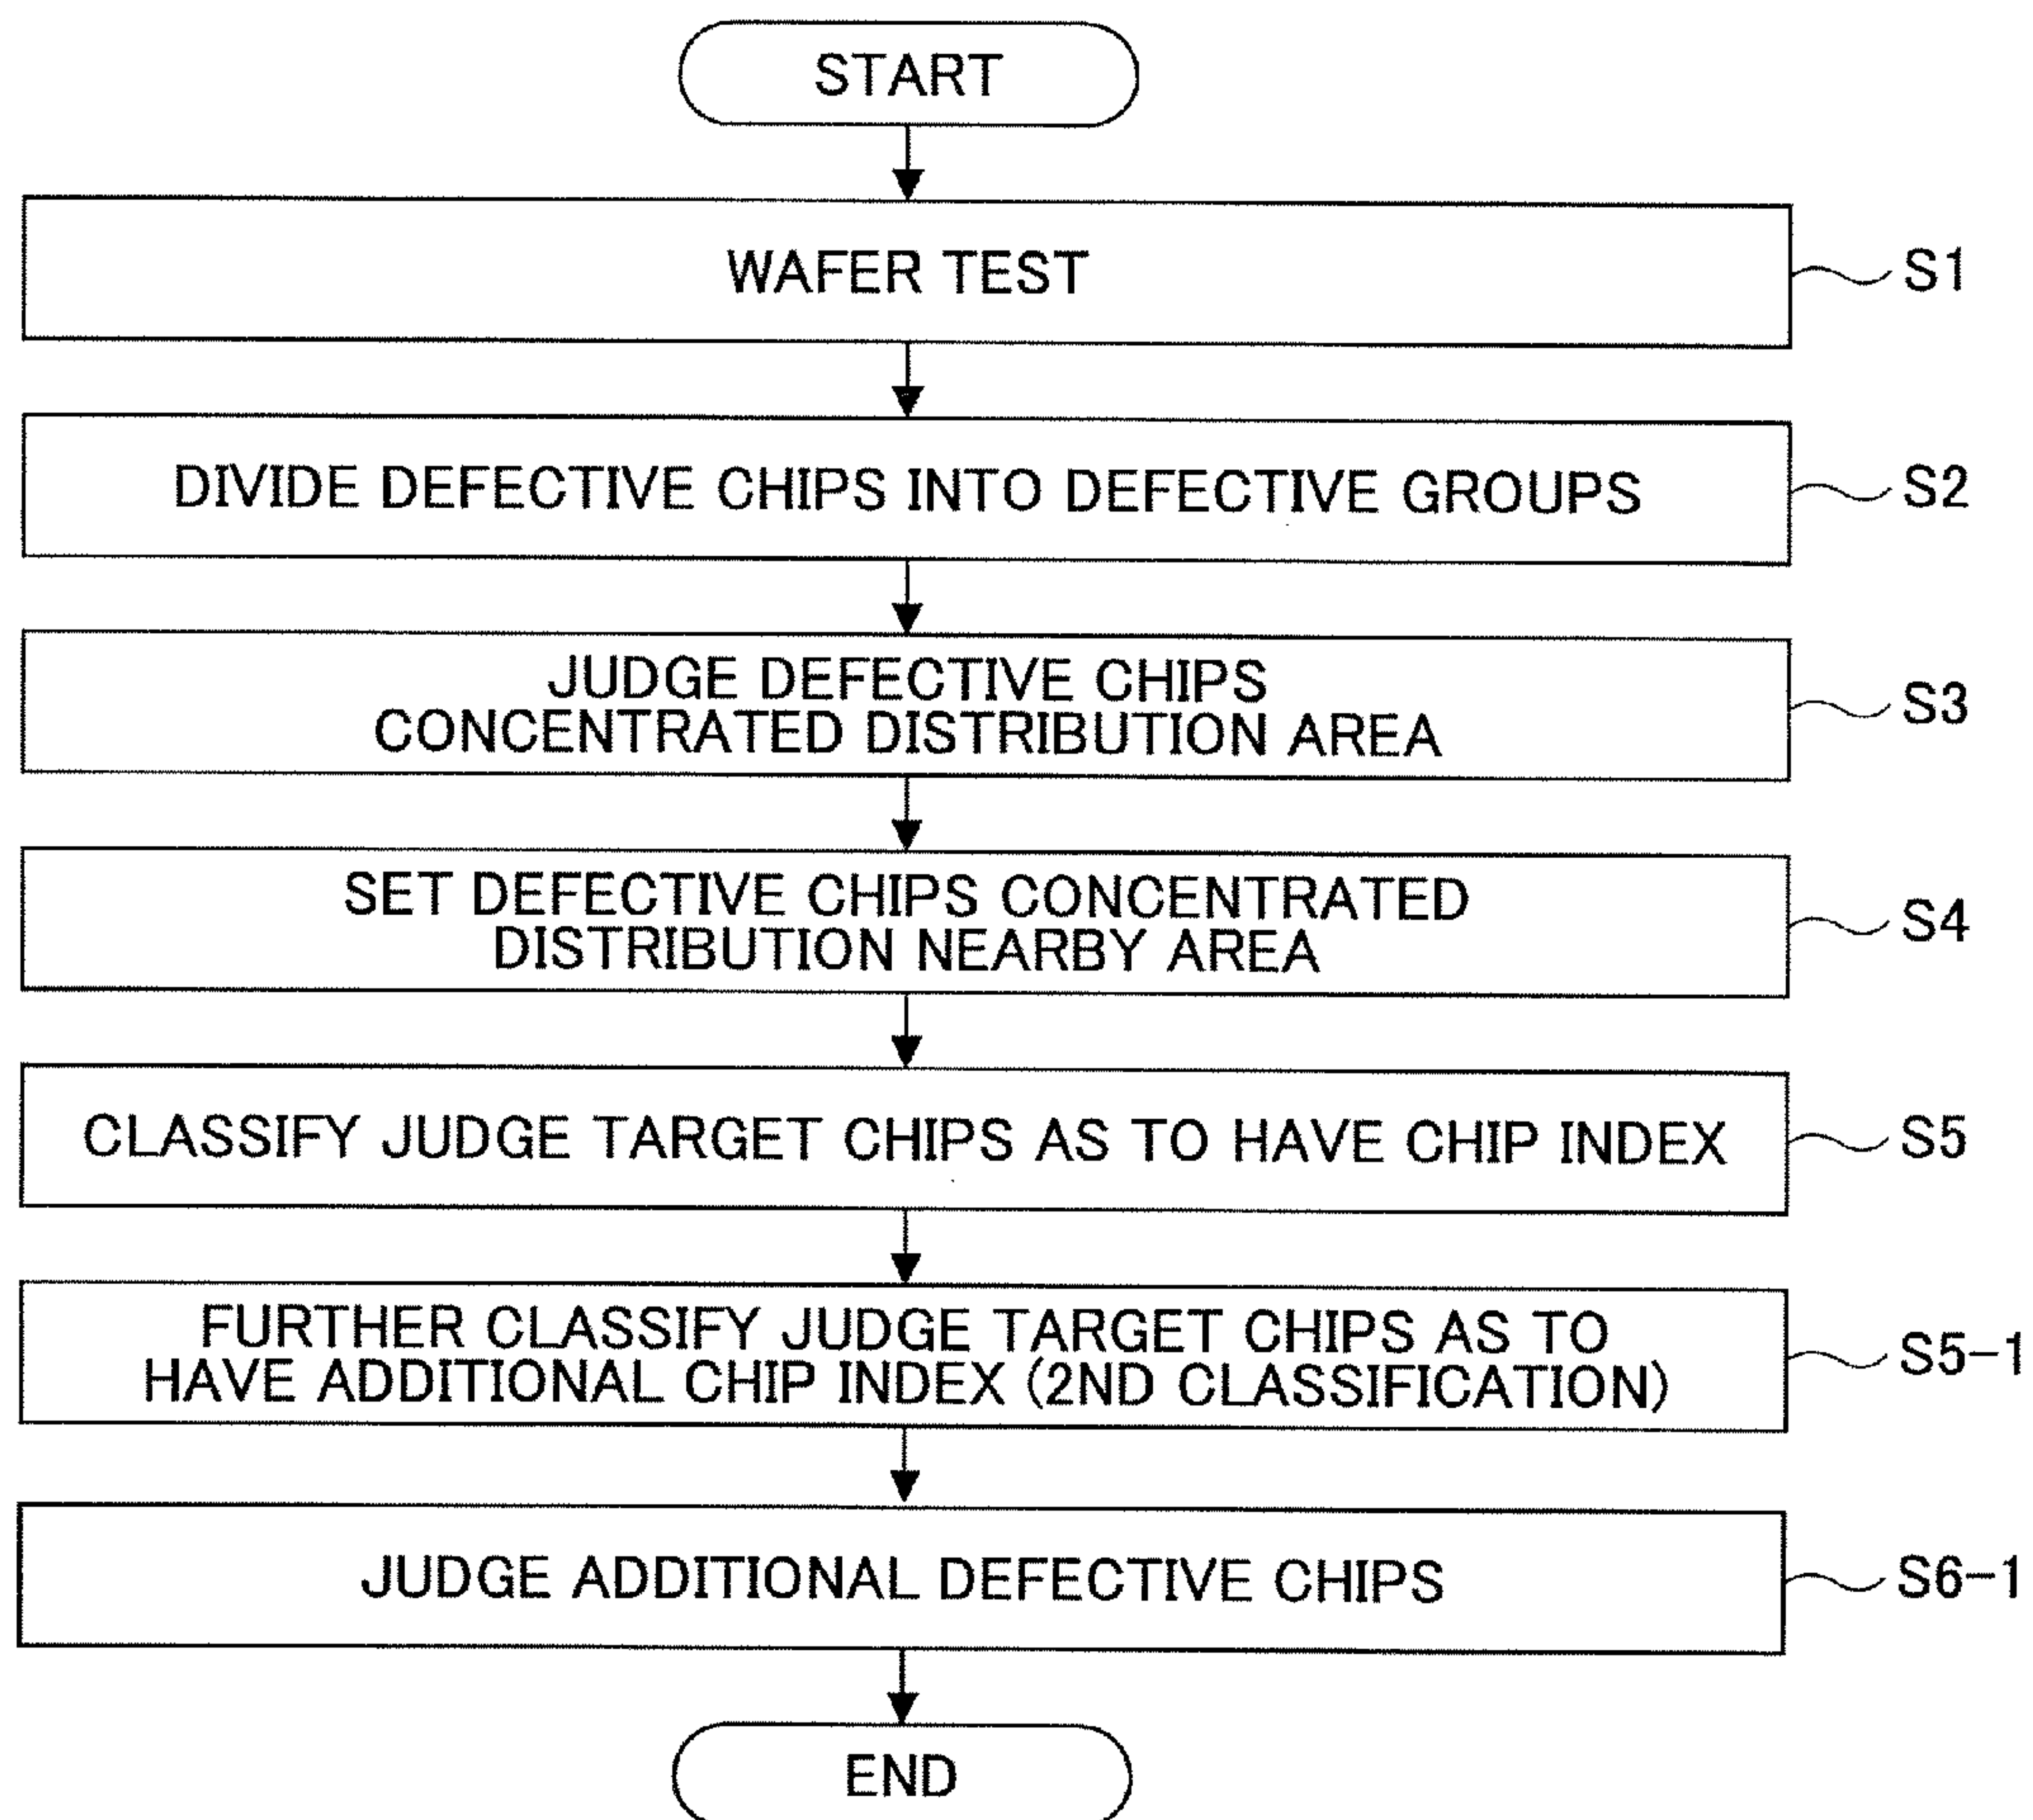 START
WAFER TEST
S1
DIVIDE DEFECTIVE CHIPS INTO DEFECTIVE GROUPS
S2
JUDGE DEFECTIVE CHIPS
CONCENTRATED DISTRIBUTION AREA
S3
SET DEFECTIVE CHIPS CONCENTRATED
DISTRIBUTION NEARBY AREA
S4
CLASSIFY JUDGE TARGET CHIPS AS TO HAVE CHIP INDEX
S5
FURTHER CLASSIFY JUDGE TARGET CHIPS AS TO
HAVE ADDITIONAL CHIP INDEX (2ND CLASSIFICATION)
S5-1
JUDGE ADDITIONAL DEFECTIVE CHIPS
S6-1
END